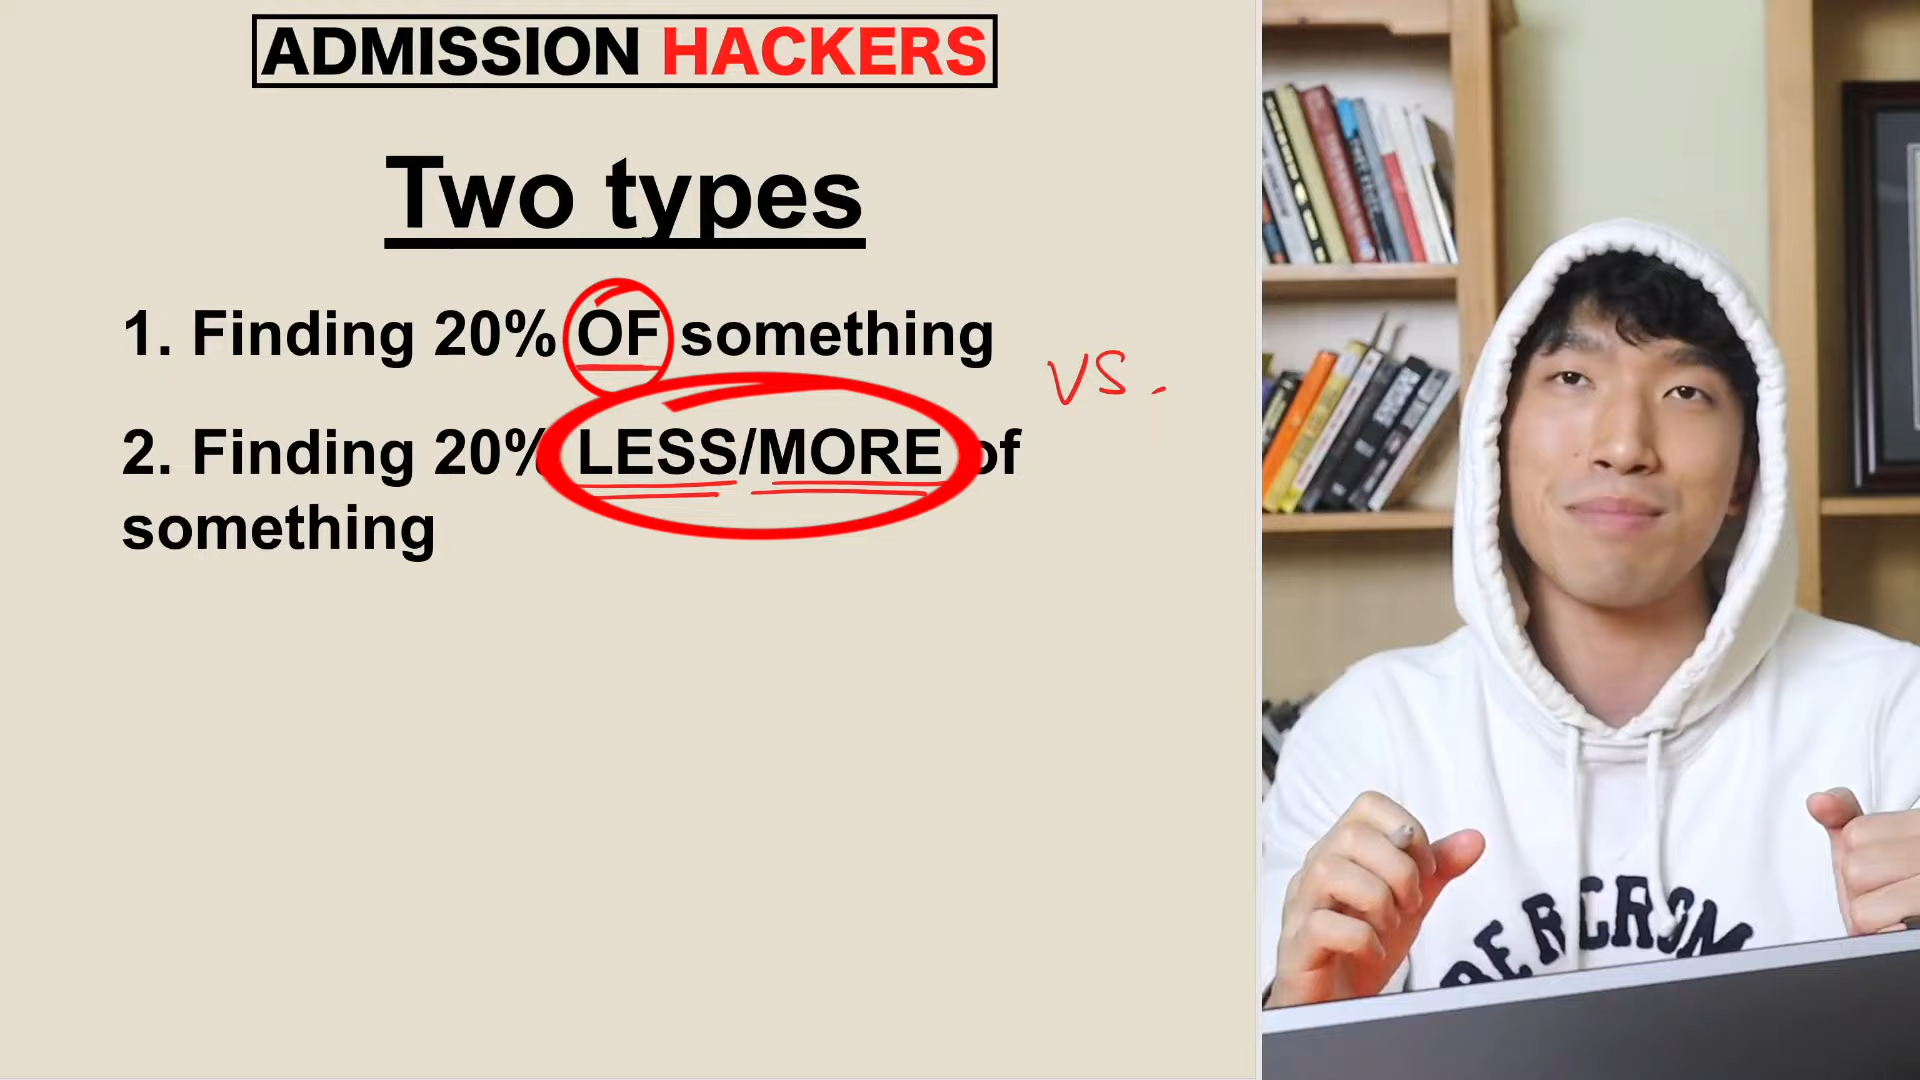 ADMISSION HACKERS
Two types
1. Finding 20% OF something
vs.
2. Finding 20% LESS/MORE of
something